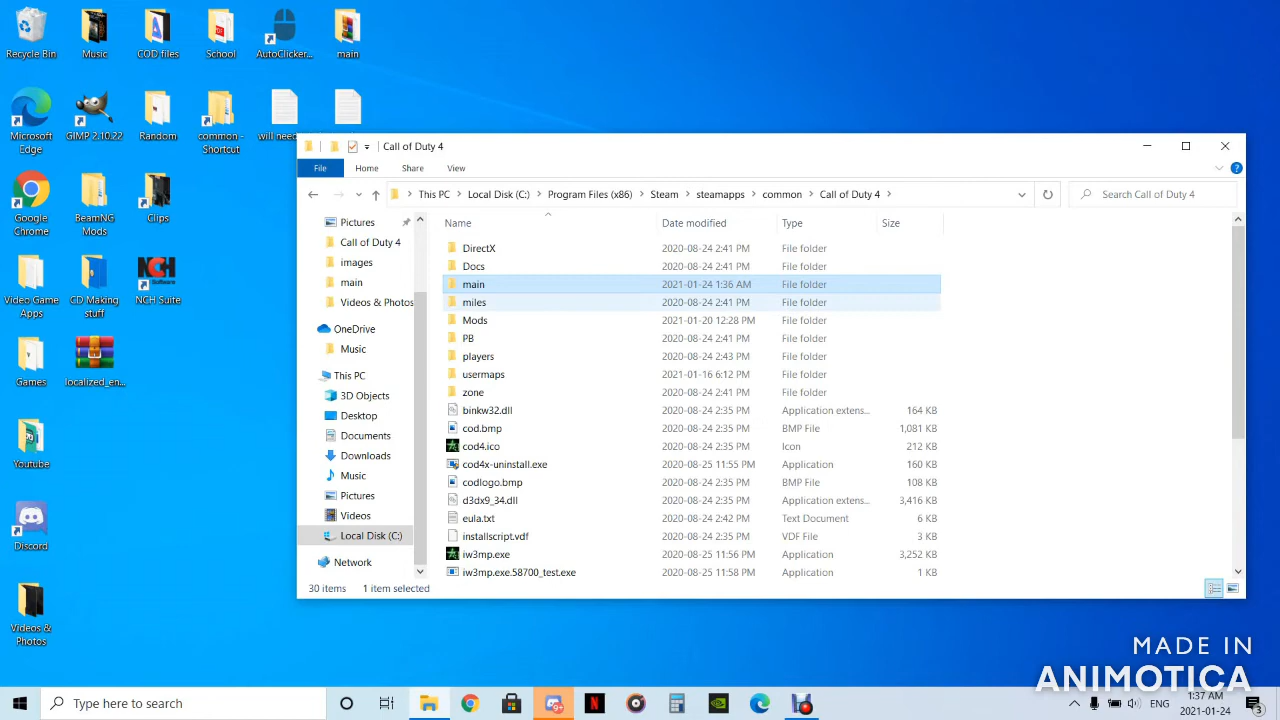 Recycle Bin
Music
COD files
School
AutoClicker...
main
Microsoft Edge
GIMP 2.10.22
Random
common - Shortcut
will need
Google Chrome
BeamNG Mods
Clips
Video Game Apps
CD Making stuff
NCH Suite
Games
localized_en...
Youtube
Discord
Videos & Photos
Call of Duty 4
File Home Share View
This PC > Local Disk (C:) > Program Files (x86) > Steam > steamapps > common > Call of Duty 4 >
Search Call of Duty 4
Pictures
Call of Duty 4
images
main
Videos & Photos
OneDrive
Music
This PC
3D Objects
Desktop
Documents
Downloads
Music
Pictures
Videos
Local Disk (C:)
Network
Name Date modified Type Size
DirectX 2020-08-24 2:41 PM File folder
Docs 2020-08-24 2:41 PM File folder
main 2021-01-24 1:36 AM File folder
miles 2020-08-24 2:41 PM File folder
Mods 2021-01-20 12:28 PM File folder
PB 2020-08-24 2:41 PM File folder
players 2020-08-24 2:43 PM File folder
usermaps 2021-01-16 6:12 PM File folder
zone 2020-08-24 2:41 PM File folder
binkw32.dll 2020-08-24 2:35 PM Application extens... 164 KB
cod.bmp 2020-08-24 2:35 PM BMP File 1,081 KB
cod4.ico 2020-08-24 2:35 PM Icon 212 KB
cod4x-uninstall.exe 2020-08-25 11:55 PM Application 160 KB
codlogo.bmp 2020-08-24 2:35 PM BMP File 108 KB
d3dx9_34.dll 2020-08-24 2:35 PM Application extens... 3,416 KB
eula.txt 2020-08-24 2:42 PM Text Document 6 KB
installscript.vdf 2020-08-24 2:35 PM VDF File 3 KB
iw3mp.exe 2020-08-25 11:56 PM Application 3,252 KB
iw3mp.exe.58700_test.exe 2020-08-25 11:58 PM Application 1 KB
30 items 1 item selected
MADE IN
ANIMOTICA
Type here to search
1:37 AM
2021-01-24
3